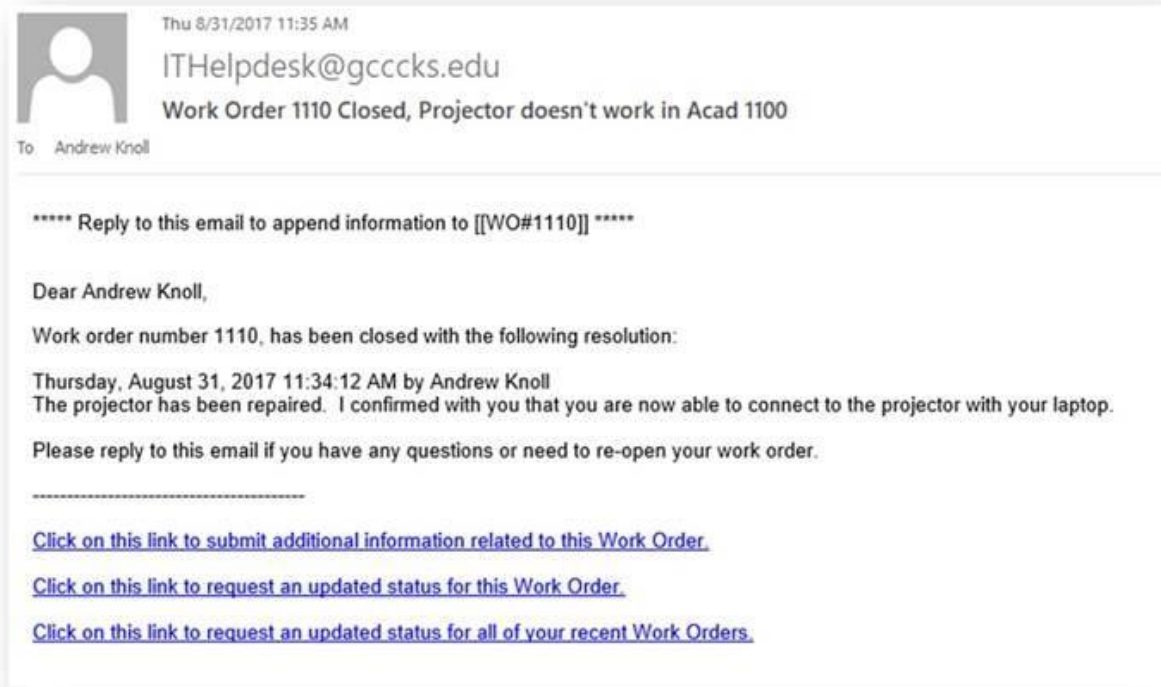 Thu 8/31/2017 11:35 AM
ITHelpdesk@gcccks.edu
Work Order 1110 Closed, Projector doesn't work in Acad 1100
To Andrew Knoll
***** Reply to this email to append information to [[WO#1110]] *****
Dear Andrew Knoll,
Work order number 1110, has been closed with the following resolution:
Thursday, August 31, 2017 11:34:12 AM by Andrew Knoll
The projector has been repaired.  I confirmed with you that you are now able to connect to the projector with your laptop.
Please reply to this email if you have any questions or need to re-open your work order.
----------------------------------------
Click on this link to submit additional information related to this Work Order.
Click on this link to request an updated status for this Work Order.
Click on this link to request an updated status for all of your recent Work Orders.